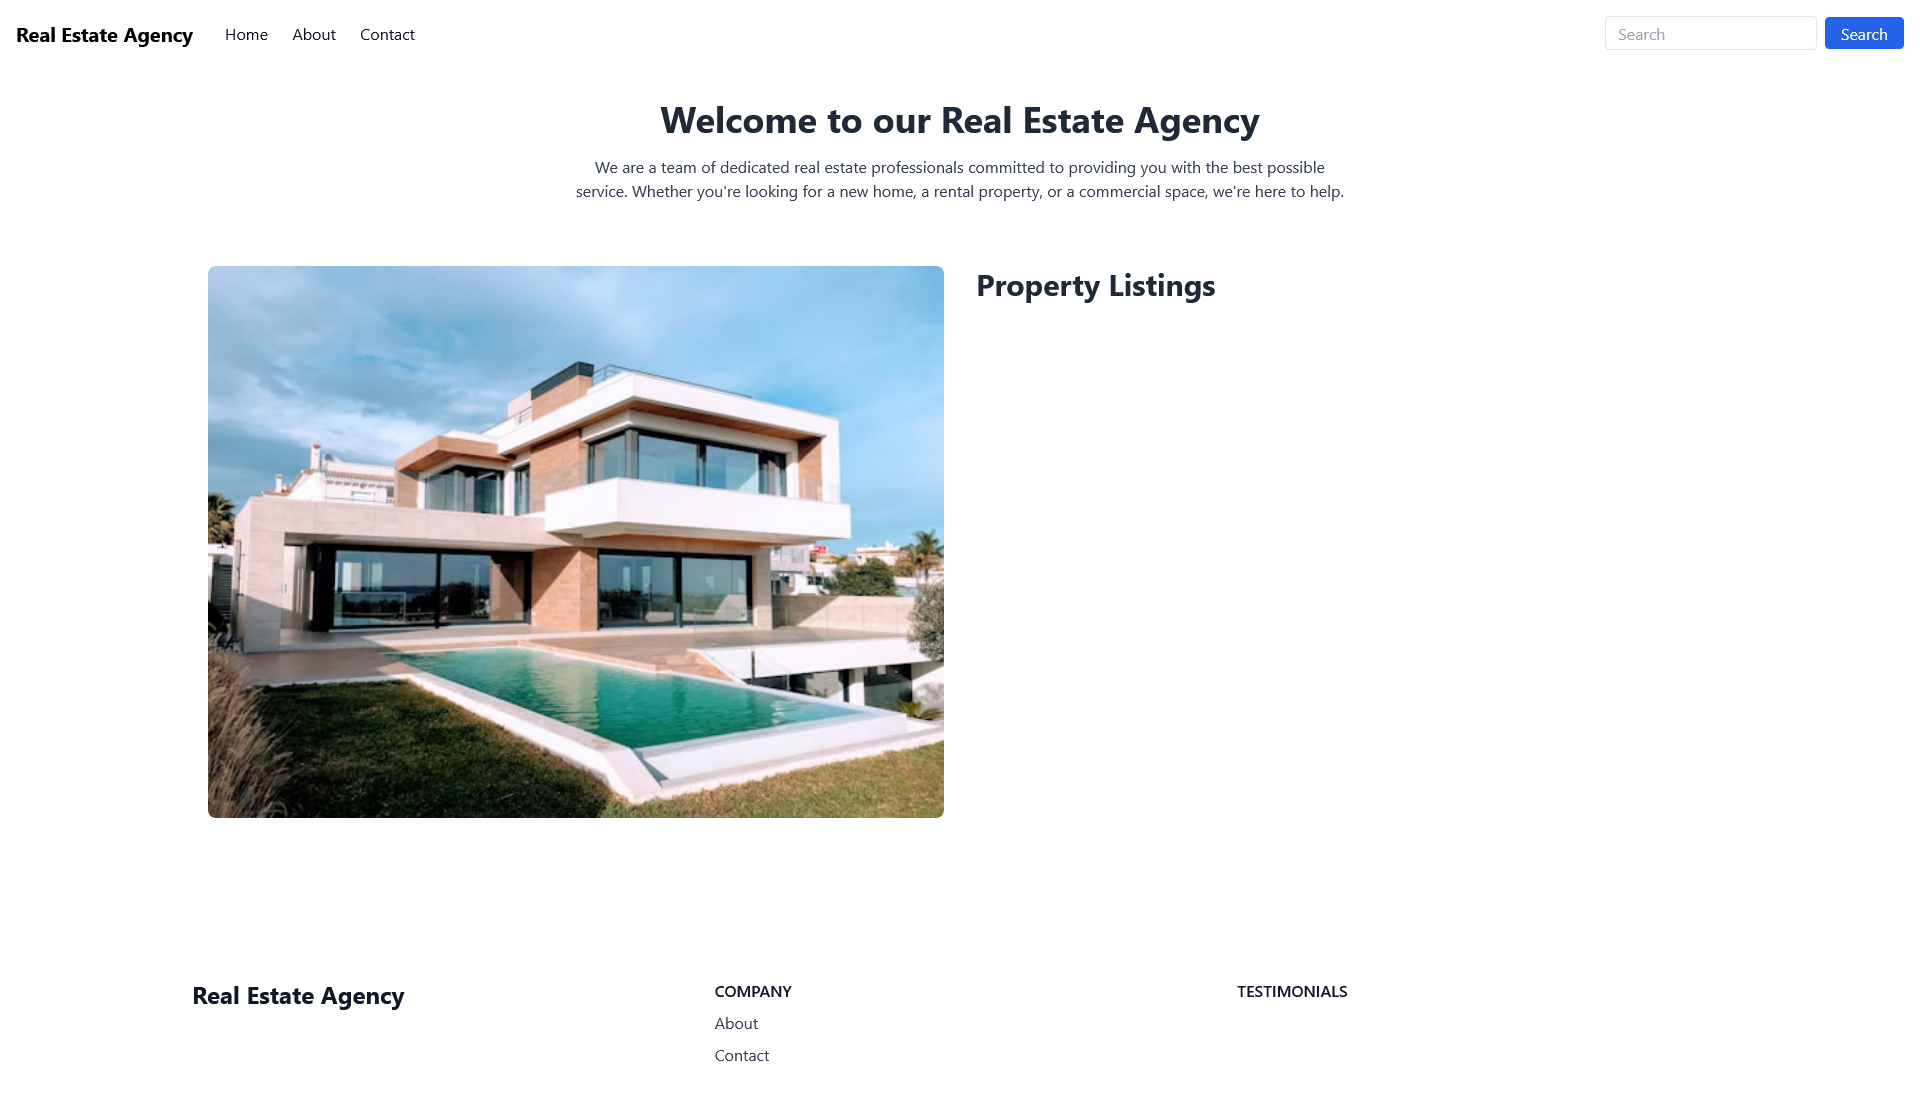 Real Estate Agency
Home
About
Contact
Search
Search
Welcome to our Real Estate Agency
We are a team of dedicated real estate professionals committed to providing you with the best possible
service. Whether you're looking for a new home, a rental property, or a commercial space, we're here to help.
Property Listings
Real Estate Agency
COMPANY
About
Contact
TESTIMONIALS